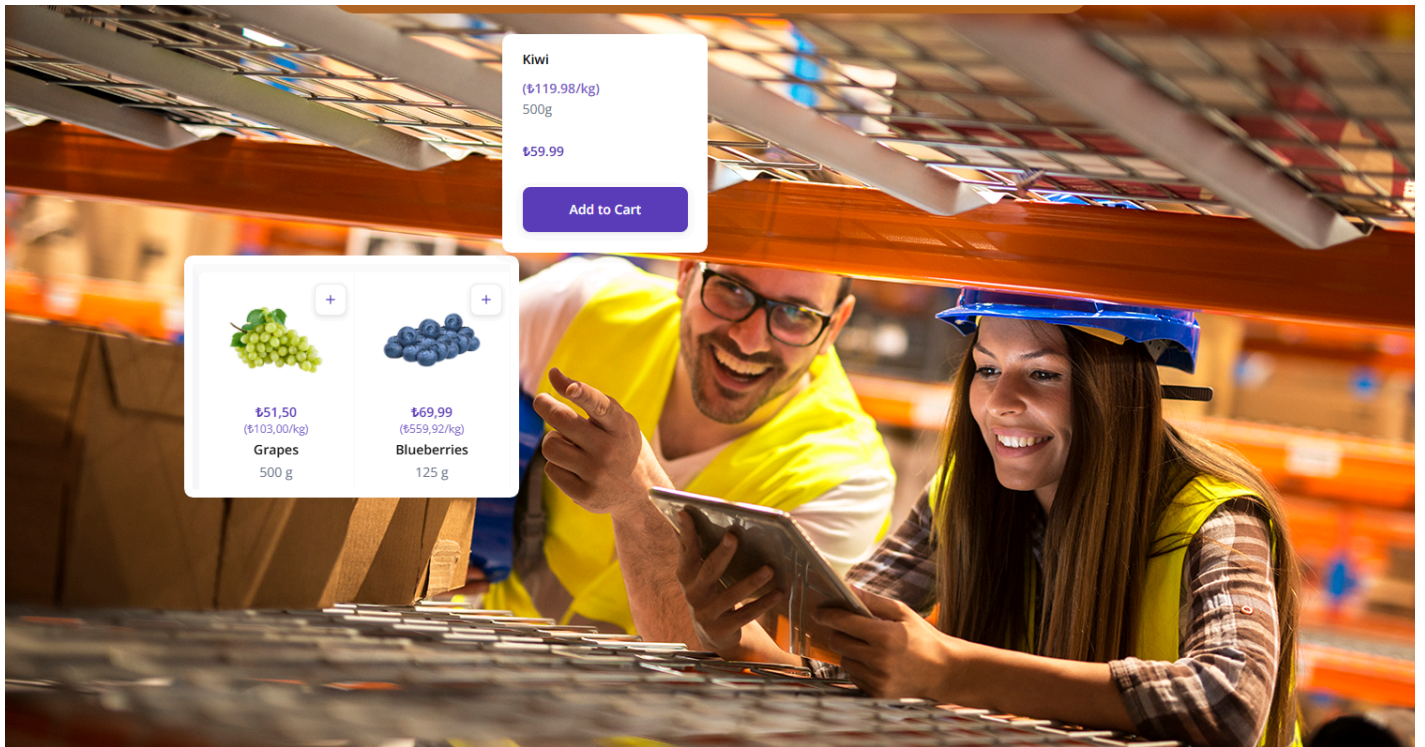 Kiwi
(₺119.98/kg)
500g
₺59.99
Add to Cart
+
+
₺51,50
(₺103,00/kg)
Grapes
500 g
₺69,99
(₺559,92/kg)
Blueberries
125 g